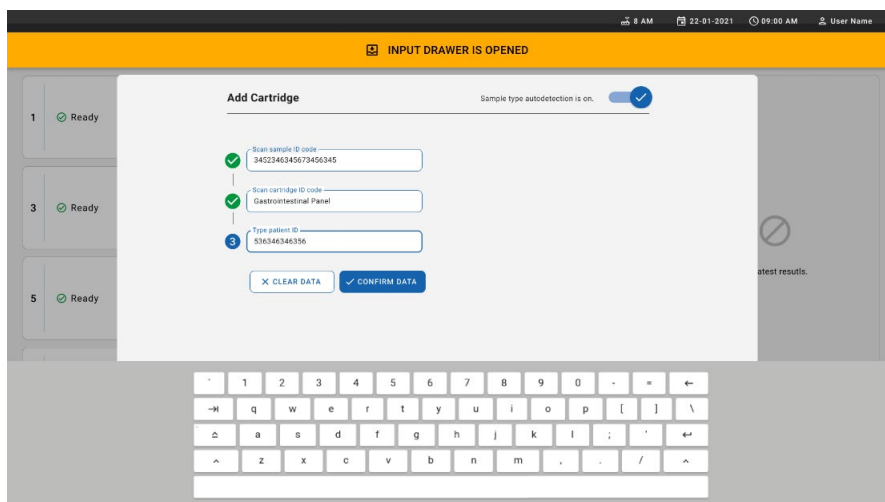 8 AM 22-01-2021 09:00 AM User Name
INPUT DRAWER IS OPENED
Add Cartridge
Sample type autodetection is on.
1 Ready
Scan sample ID code
3452346345673456345
Scan cartridge ID code
Gastrointestinal Panel
3 Ready
Type patient ID
3 536346346356
atest resutls.
CLEAR DATA CONFIRM DATA
5 Ready
` 1 2 3 4 5 6 7 8 9 0 - =
q w e r t y u i o p [ ] \
a s d f g h j k l ; '
z x c v b n m , . /